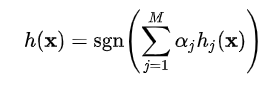 h(𝐱) = sgn(∑_{j=1}^{M} α_j h_j(𝐱))